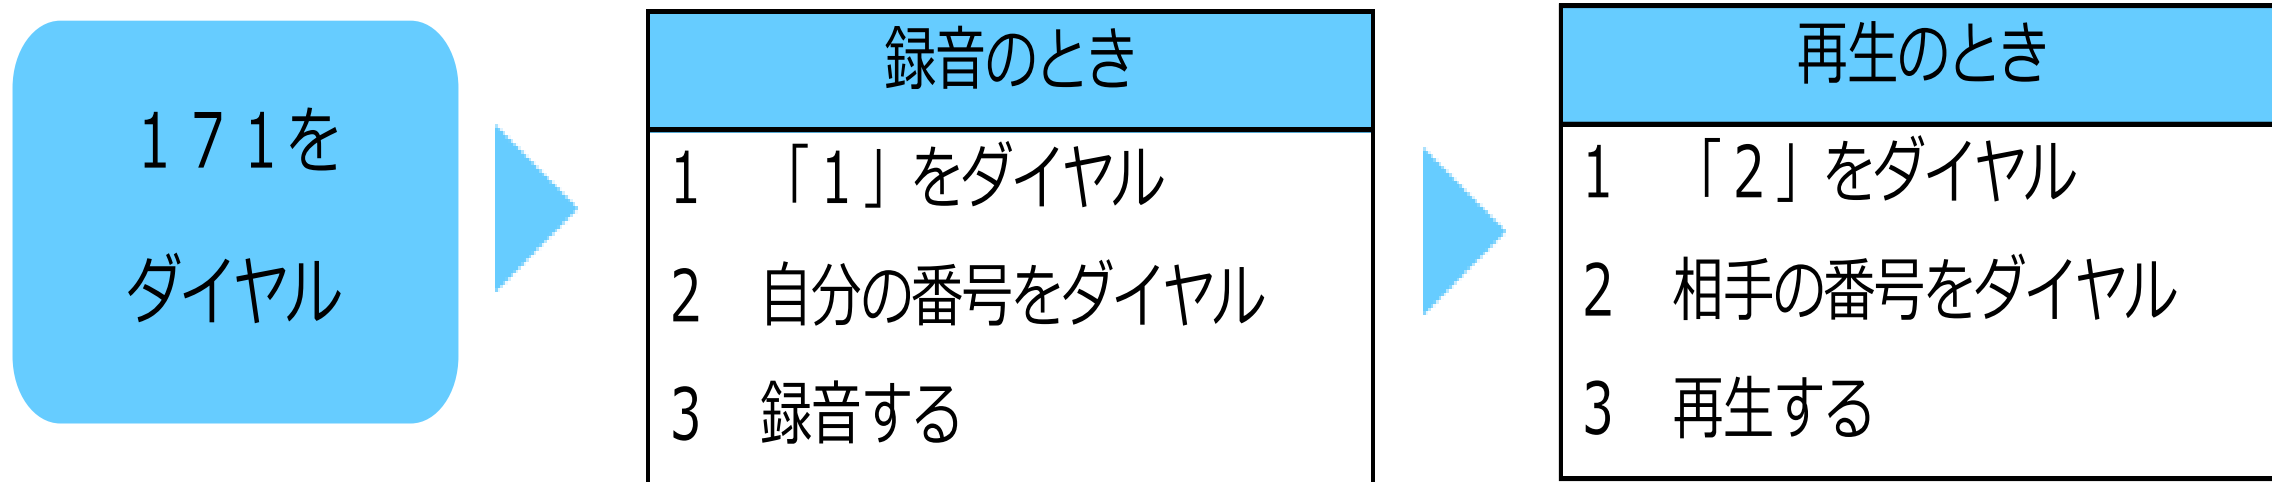 １７１を
ダイヤル
録音のとき
1　「１」をダイヤル
2　自分の番号をダイヤル
3　録音する
再生のとき
1　「２」をダイヤル
2　相手の番号をダイヤル
3　再生する